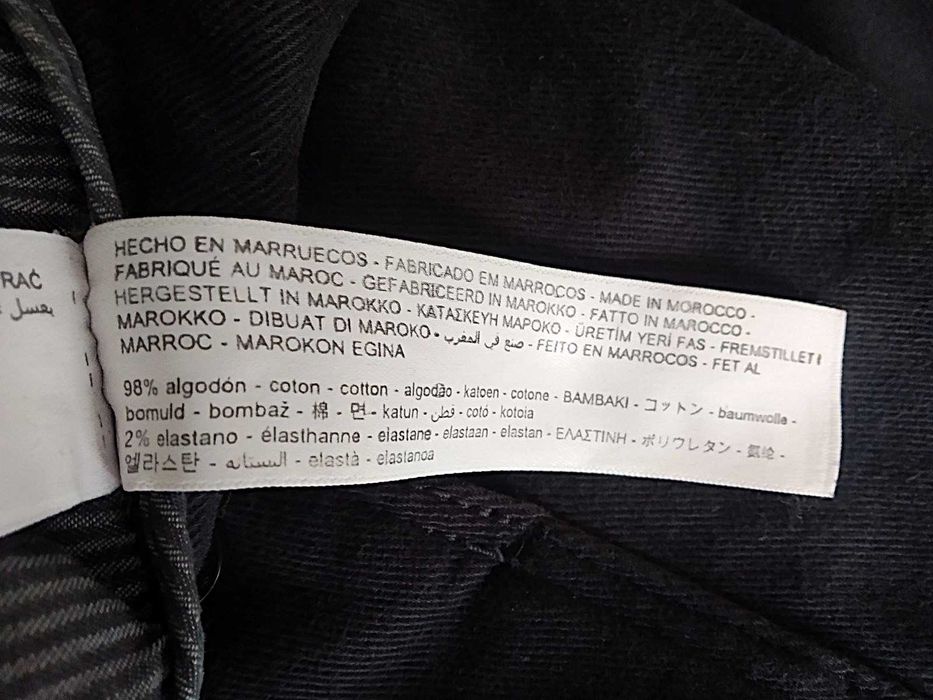 RAĆ
يغسل
HECHO EN MARRUECOS - FABRICADO EM MARROCOS - MADE IN MOROCCO -
FABRIQUÉ AU MAROC - GEFABRICEERD IN MAROKKO - FATTO IN MAROCCO -
HERGESTELLT IN MAROKKO - ΚΑΤΑΣΚΕΥΗ ΜΑΡΟΚΟ - ÜRETİM YERİ FAS - FREMSTILLET I
MAROKKO - DIBUAT DI MAROKO - صنع في المغرب - FEITO EN MARROCOS - FET AL
MARROC - MAROKON EGINA
98% algodón - coton - cotton - algodão - katoen - cotone - BAMBAKI - コットン - baumwolle -
bomuld - bombaž - 棉 - 면 - katun - قطن - cotó - kotoia
2% elastano - élasthanne - elastane - elastaan - elastan - ΕΛΑΣΤΙΝΗ - ポリウレタン - 氨纶 -
엘라스탄 - البستانه - elastà - elastanoa